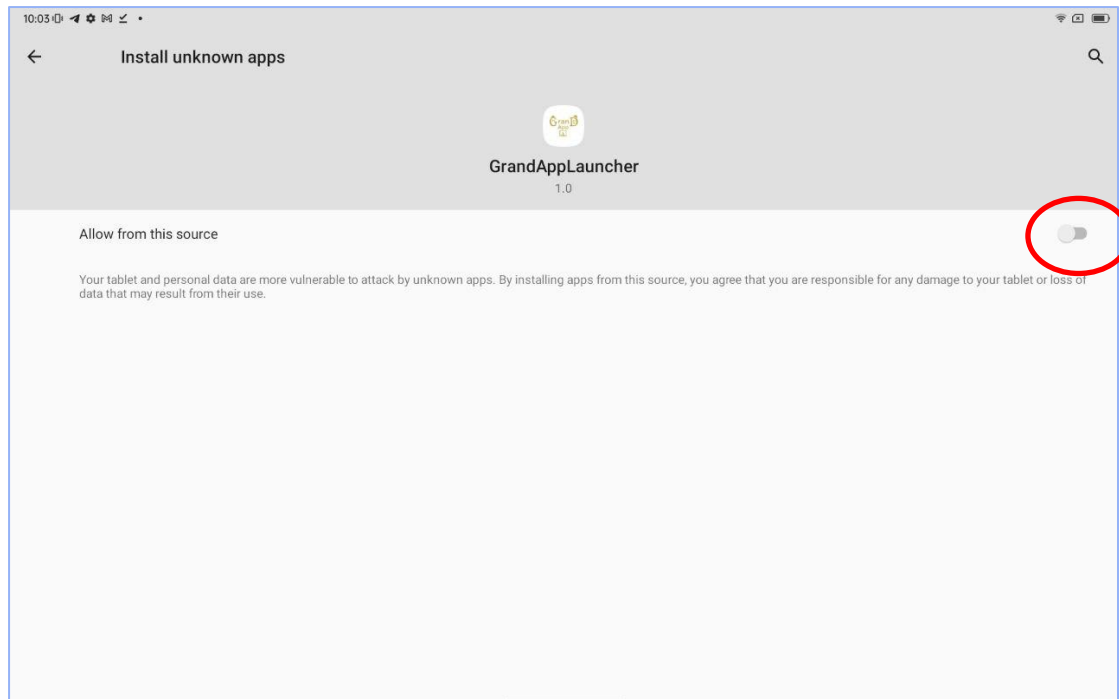 10:03
Install unknown apps
GranD
App
GrandAppLauncher
1.0
Allow from this source
Your tablet and personal data are more vulnerable to attack by unknown apps. By installing apps from this source, you agree that you are responsible for any damage to your tablet or loss of
data that may result from their use.